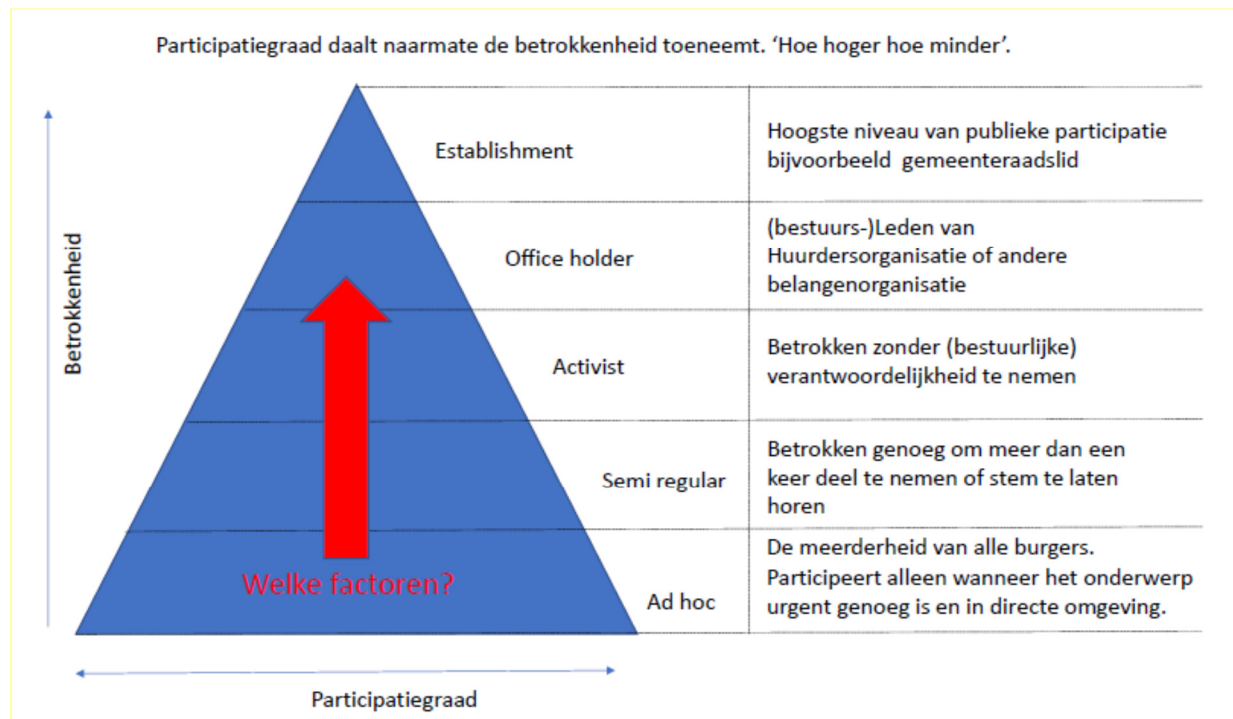 Participatiegraad daalt naarmate de betrokkenheid toeneemt. ‘Hoe hoger hoe minder’.
Betrokkenheid
Establishment
Hoogste niveau van publieke participatie
bijvoorbeeld gemeenteraadslid
Office holder
(bestuurs-)Leden van
Huurdersorganisatie of andere
belangenorganisatie
Activist
Betrokken zonder (bestuurlijke)
verantwoordelijkheid te nemen
Semi regular
Betrokken genoeg om meer dan een
keer deel te nemen of stem te laten
horen
Welke factoren?
Ad hoc
De meerderheid van alle burgers.
Participeert alleen wanneer het onderwerp
urgent genoeg is en in directe omgeving.
Participatiegraad